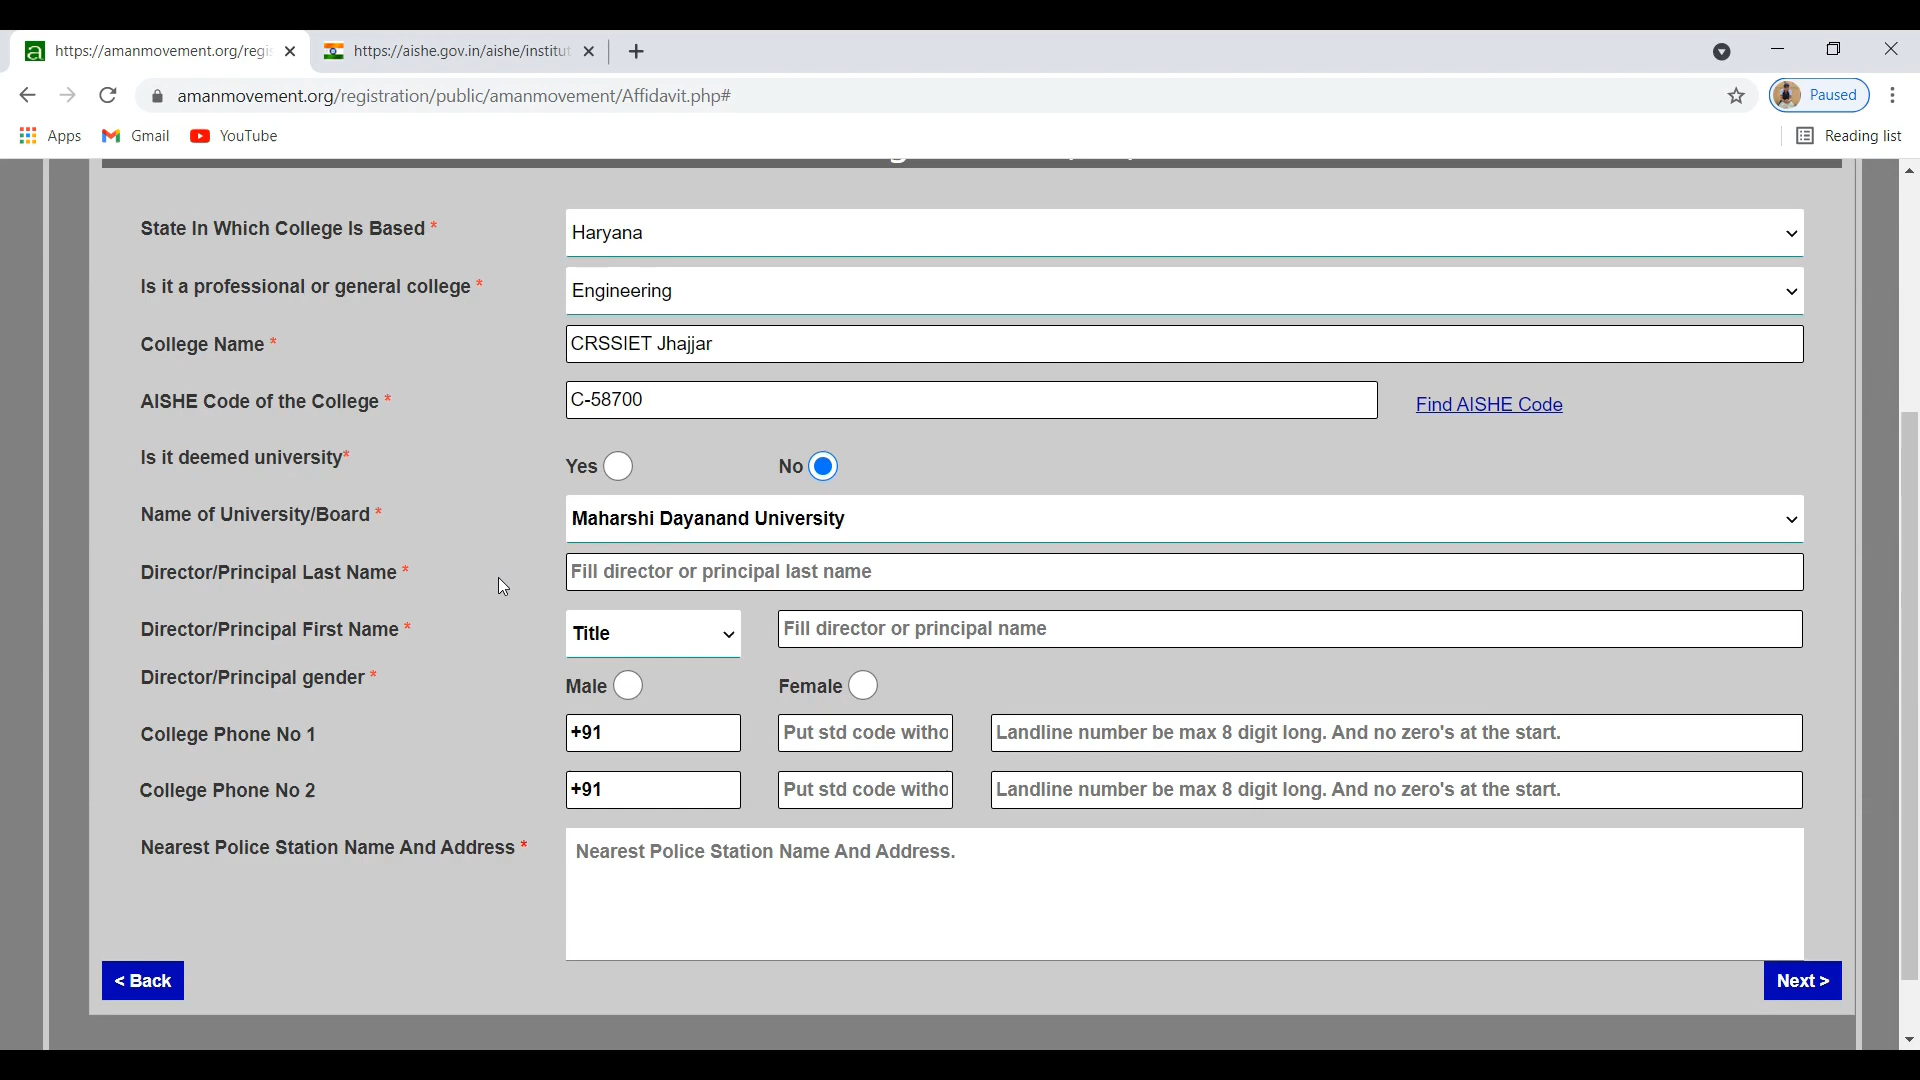 https://amanmovement.org/regis
https://aishe.gov.in/aishe/institut
amanmovement.org/registration/public/amanmovement/Affidavit.php#
Paused
Apps
Gmail
YouTube
Reading list
State In Which College Is Based *
Haryana
Is it a professional or general college *
Engineering
College Name *
CRSSIET Jhajjar
AISHE Code of the College *
C-58700
Find AISHE Code
Is it deemed university*
Yes
No
Name of University/Board *
Maharshi Dayanand University
Director/Principal Last Name *
Fill director or principal last name
Director/Principal First Name *
Title
Fill director or principal name
Director/Principal gender *
Male
Female
College Phone No 1
+91
Put std code witho
Landline number be max 8 digit long. And no zero's at the start.
College Phone No 2
+91
Put std code witho
Landline number be max 8 digit long. And no zero's at the start.
Nearest Police Station Name And Address *
Nearest Police Station Name And Address.
< Back
Next >